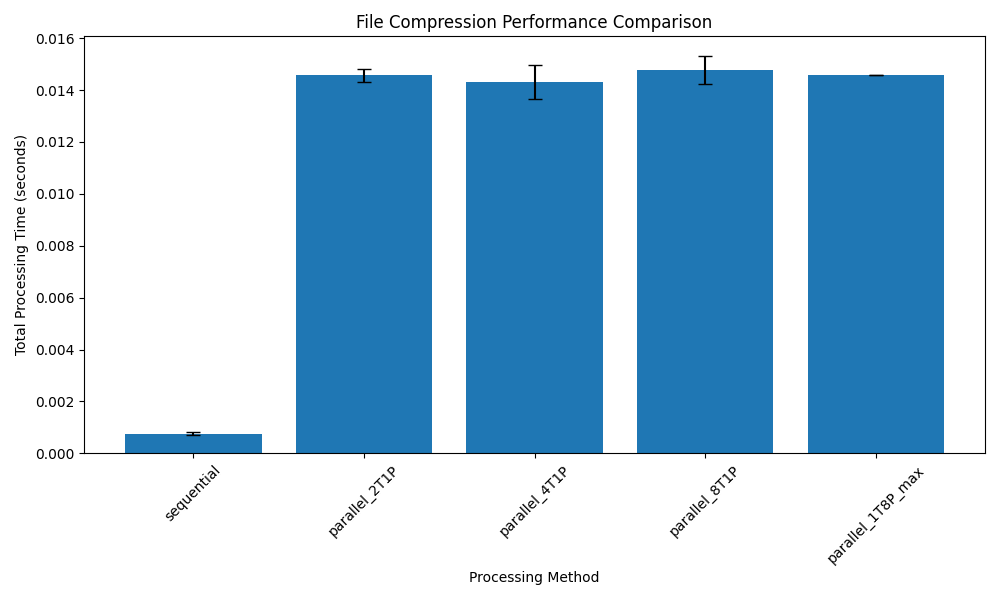 File Compression Performance Comparison
Total Processing Time (seconds)
0.016
0.014
0.012
0.010
0.008
0.006
0.004
0.002
0.000
sequential
parallel_2T1P
parallel_4T1P
parallel_8T1P
parallel_1T8P_max
Processing Method